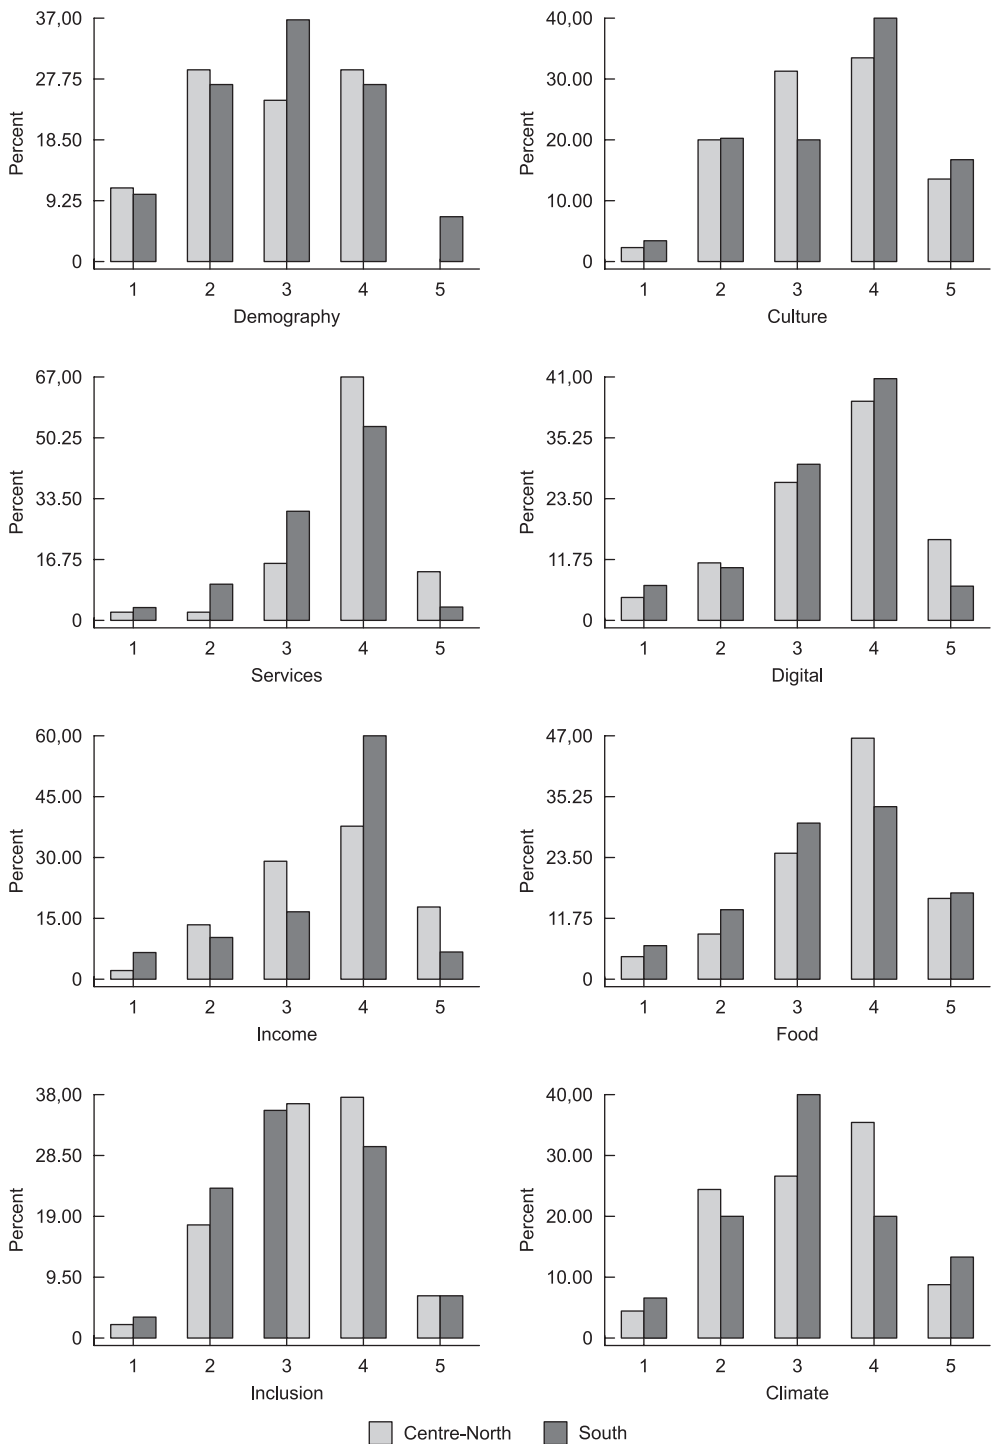 37,00
27.75
18.50
9.25
0
Percent
1 2 3 4 5
Demography
40,00
30.00
20.00
10.00
0
Percent
1 2 3 4 5
Culture
67,00
50.25
33.50
16.75
0
Percent
1 2 3 4 5
Services
41,00
35.25
23.50
11.75
0
Percent
1 2 3 4 5
Digital
60,00
45.00
30.00
15.00
0
Percent
1 2 3 4 5
Income
47,00
35.25
23.50
11.75
0
Percent
1 2 3 4 5
Food
38,00
28.50
19.00
9.50
0
Percent
1 2 3 4 5
Inclusion
40,00
30.00
20.00
10.00
0
Percent
1 2 3 4 5
Climate
Centre-North South